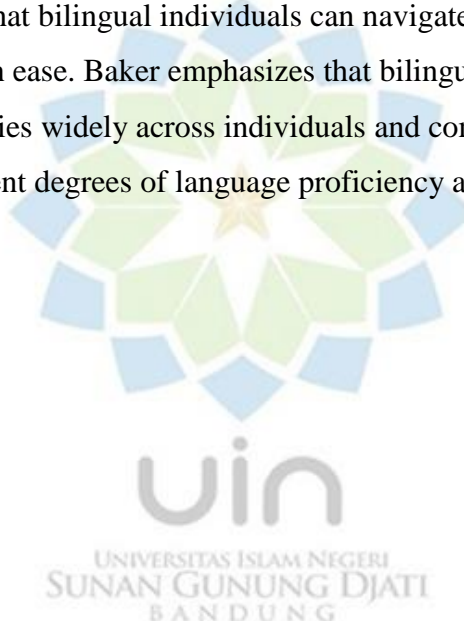 hat bilingual individuals can navigate
ease. Baker emphasizes that bilingu
ies widely across individuals and con
ent degrees of language proficiency a
uin
UNIVERSITAS ISLAM NEGERI
SUNAN GUNUNG DJATI
BANDUNG